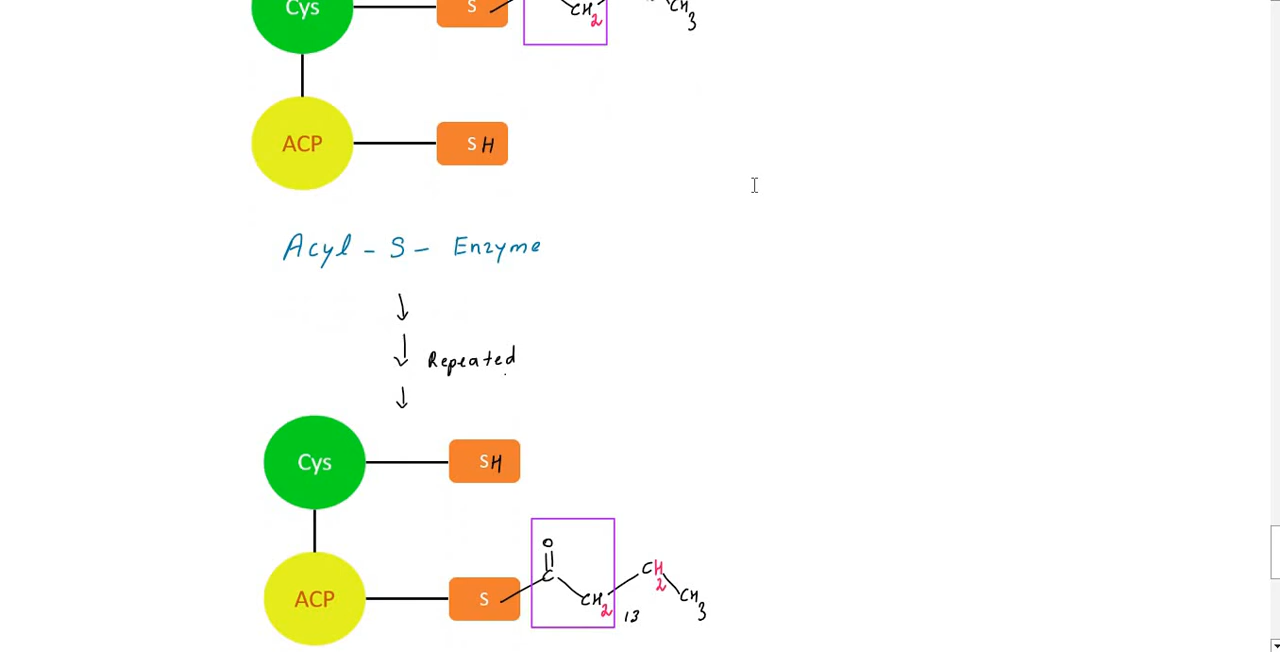 Cys S CH2 CH3
ACP SH
Acyl - S - Enzyme
Repeated
Cys SH
O
C CH2 13 CH2 CH3
ACP S